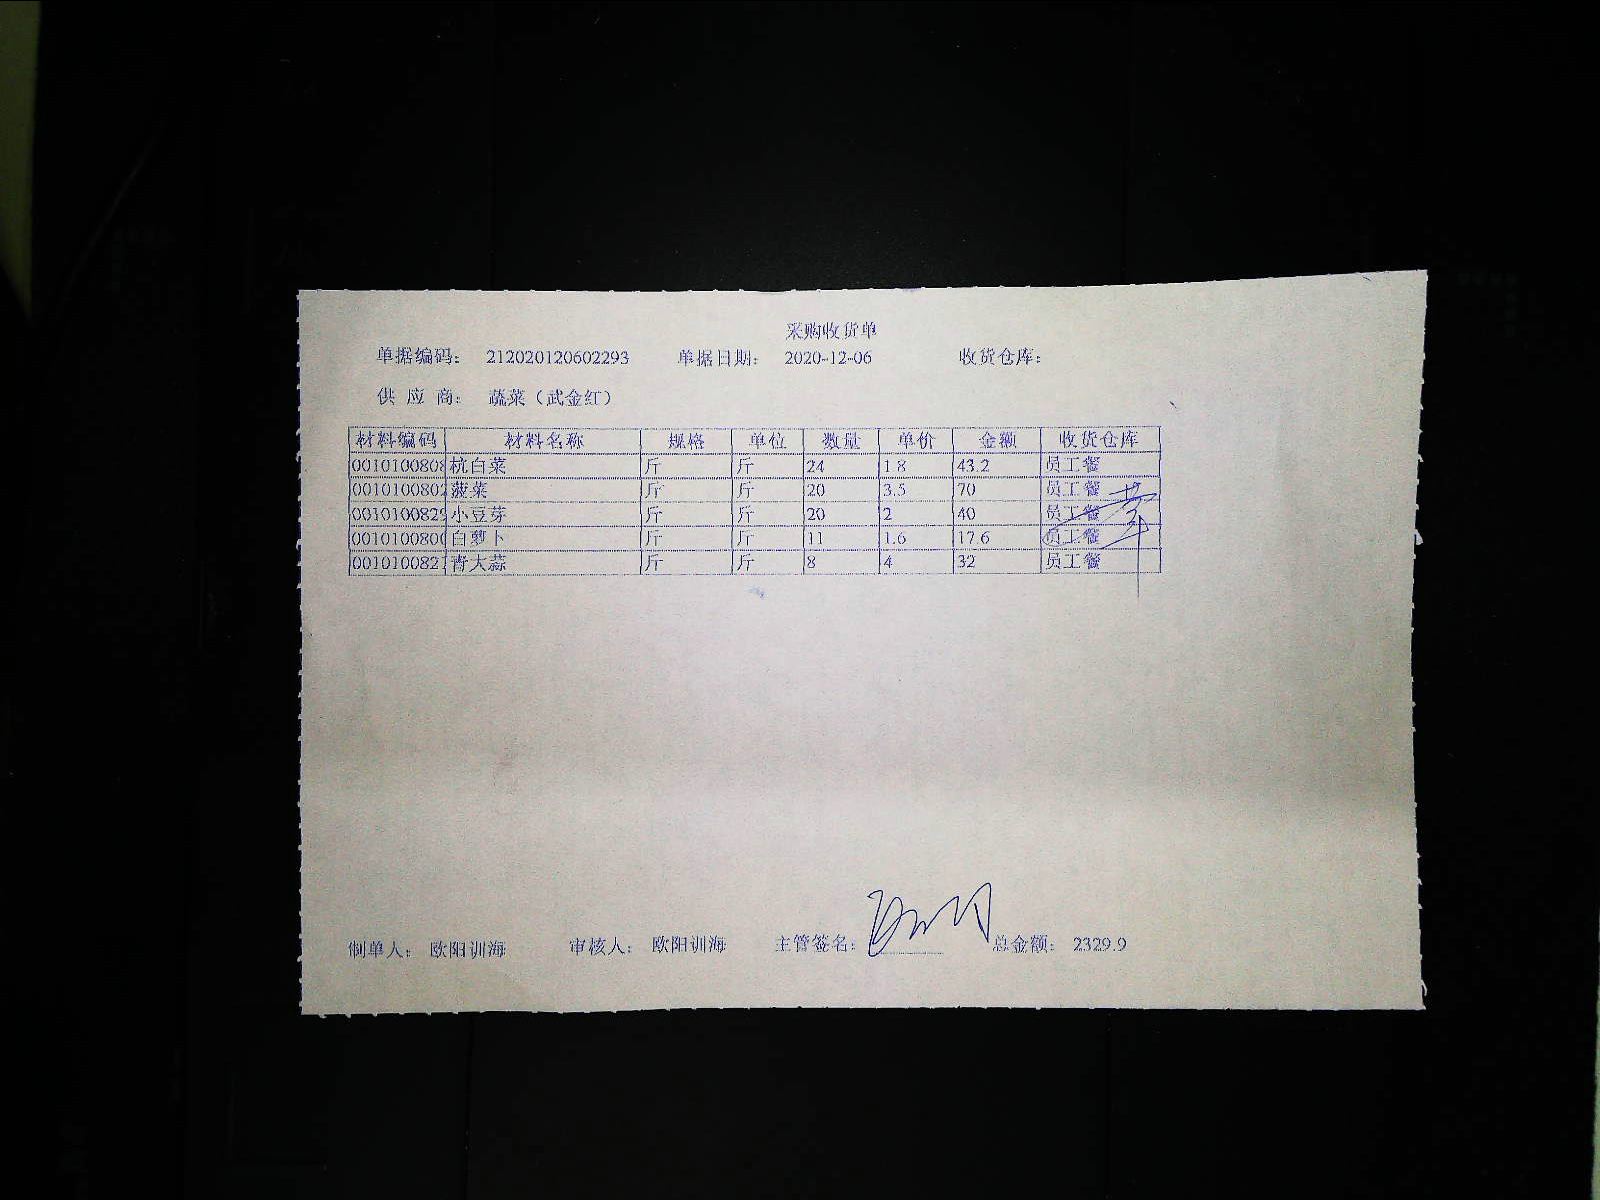 采购收货单
单据编码： 212020120602293 单据日期： 2020-12-06 收货仓库：
供 应 商： 蔬菜（武金红）
材料编码 材料名称 规格 单位 数量 单价 金额 收货仓库
0010100808 杭白菜 斤 斤 24 1.8 43.2 员工餐
0010100802 菠菜 斤 斤 20 3.5 70 员工餐
001010082 小豆芽 斤 斤 20 2 40 员工餐
001010080 白萝卜 斤 斤 11 1.6 17.6 员工餐
001010082 青大蒜 斤 斤 8 4 32 员工餐
制单人： 欧阳训海 审核人： 欧阳训海 主管签名： 总金额： 2329.9